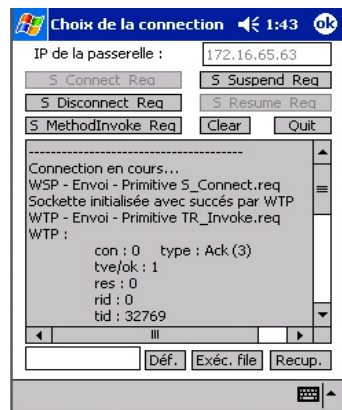 Choix de la connection 1:43 ok
IP de la passerelle : 172.16.65.63
S Connect Req S Suspend Req
S Disconnect Req S Resume Req
S MethodInvoke Req Clear Quit
----------------------------------------
Connection en cours...
WSP - Envoi - Primitive S_Connect.req
Sockette initialisée avec succés par WTP
WTP - Envoi - Primitive TR_Invoke.req
WTP :
con : 0 type : Ack (3)
tve/ok : 1
res : 0
rid : 0
tid : 32769
Déf. Exéc. file Recup.